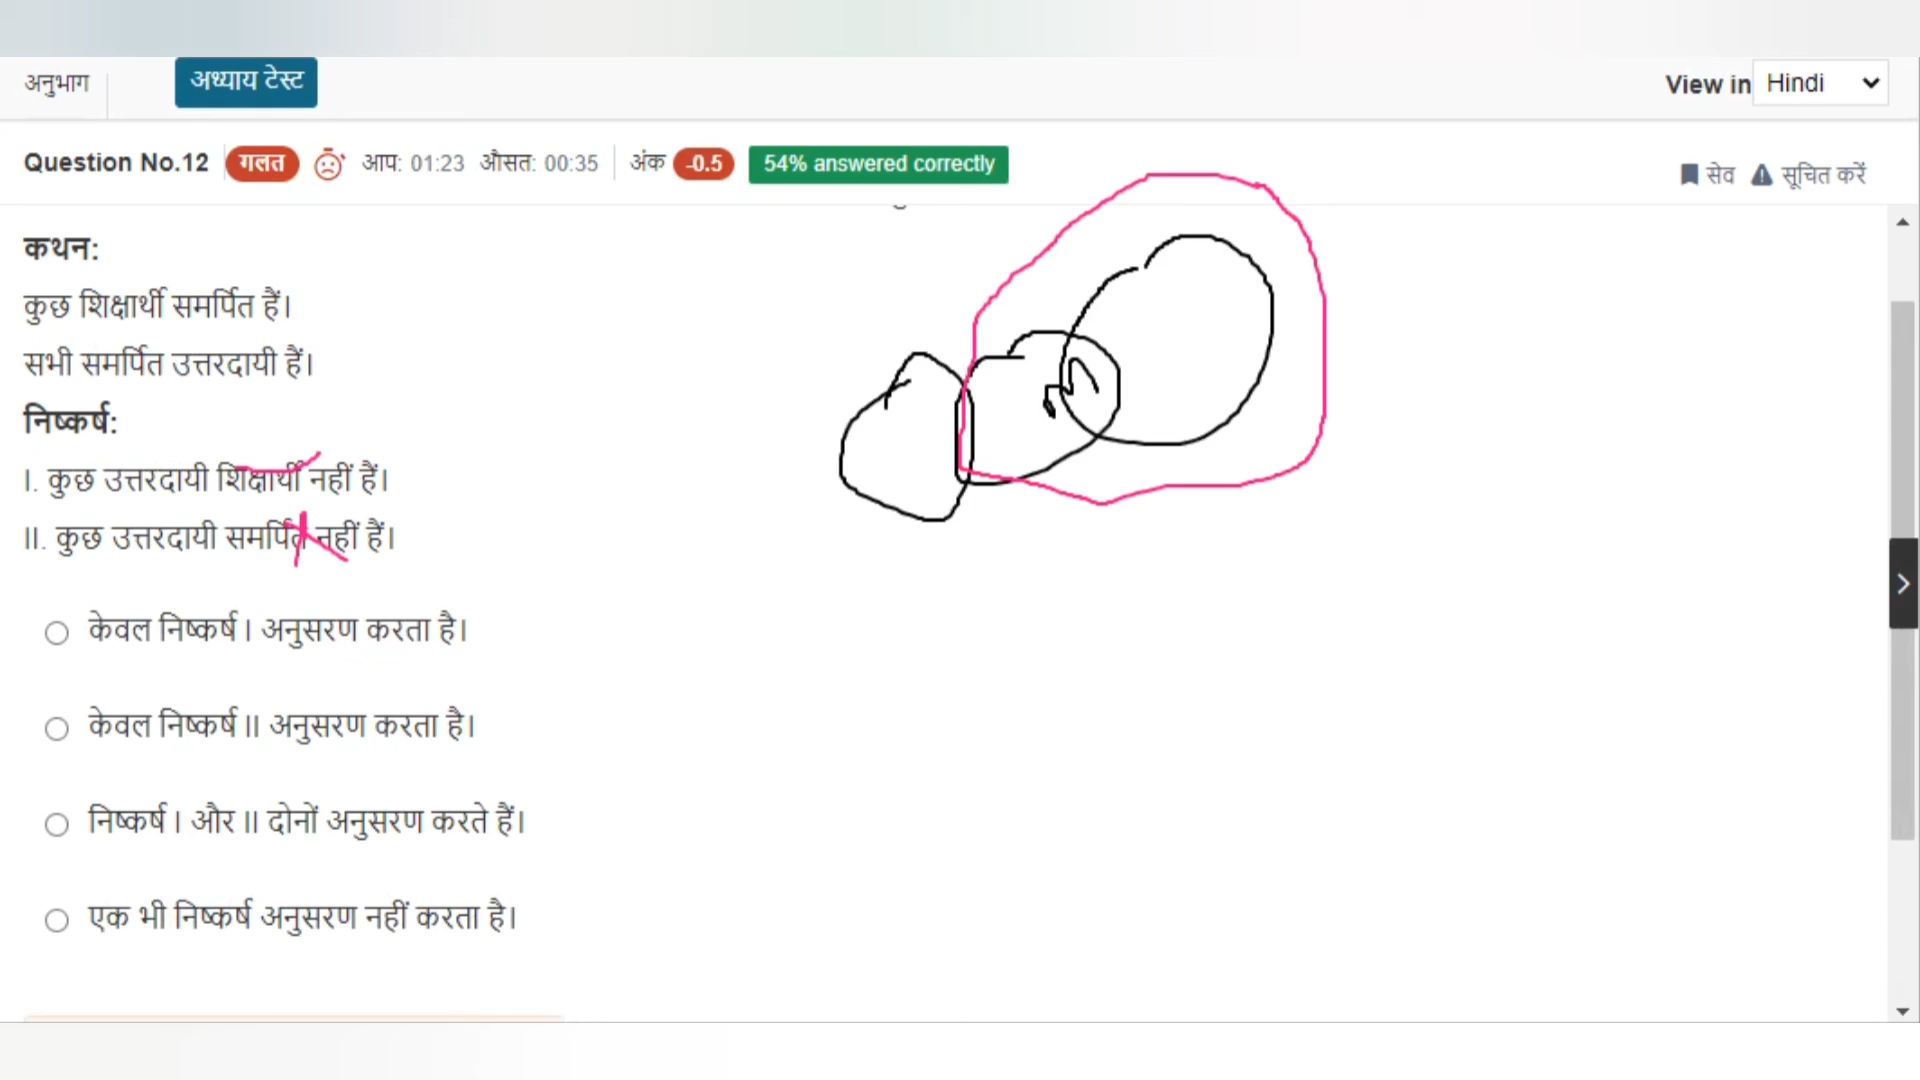 अनुभाग अध्याय टेस्ट View in Hindi
Question No.12 गलत आप: 01:23 औसत: 00:35 अंक -0.5 54% answered correctly सेव सूचित करें
कथन:
कुछ शिक्षार्थी समर्पित हैं।
सभी समर्पित उत्तरदायी हैं।
निष्कर्ष:
I. कुछ उत्तरदायी शिक्षार्थी नहीं हैं।
II. कुछ उत्तरदायी समर्पित नहीं हैं।
केवल निष्कर्ष I अनुसरण करता है।
केवल निष्कर्ष II अनुसरण करता है।
निष्कर्ष I और II दोनों अनुसरण करते हैं।
एक भी निष्कर्ष अनुसरण नहीं करता है।